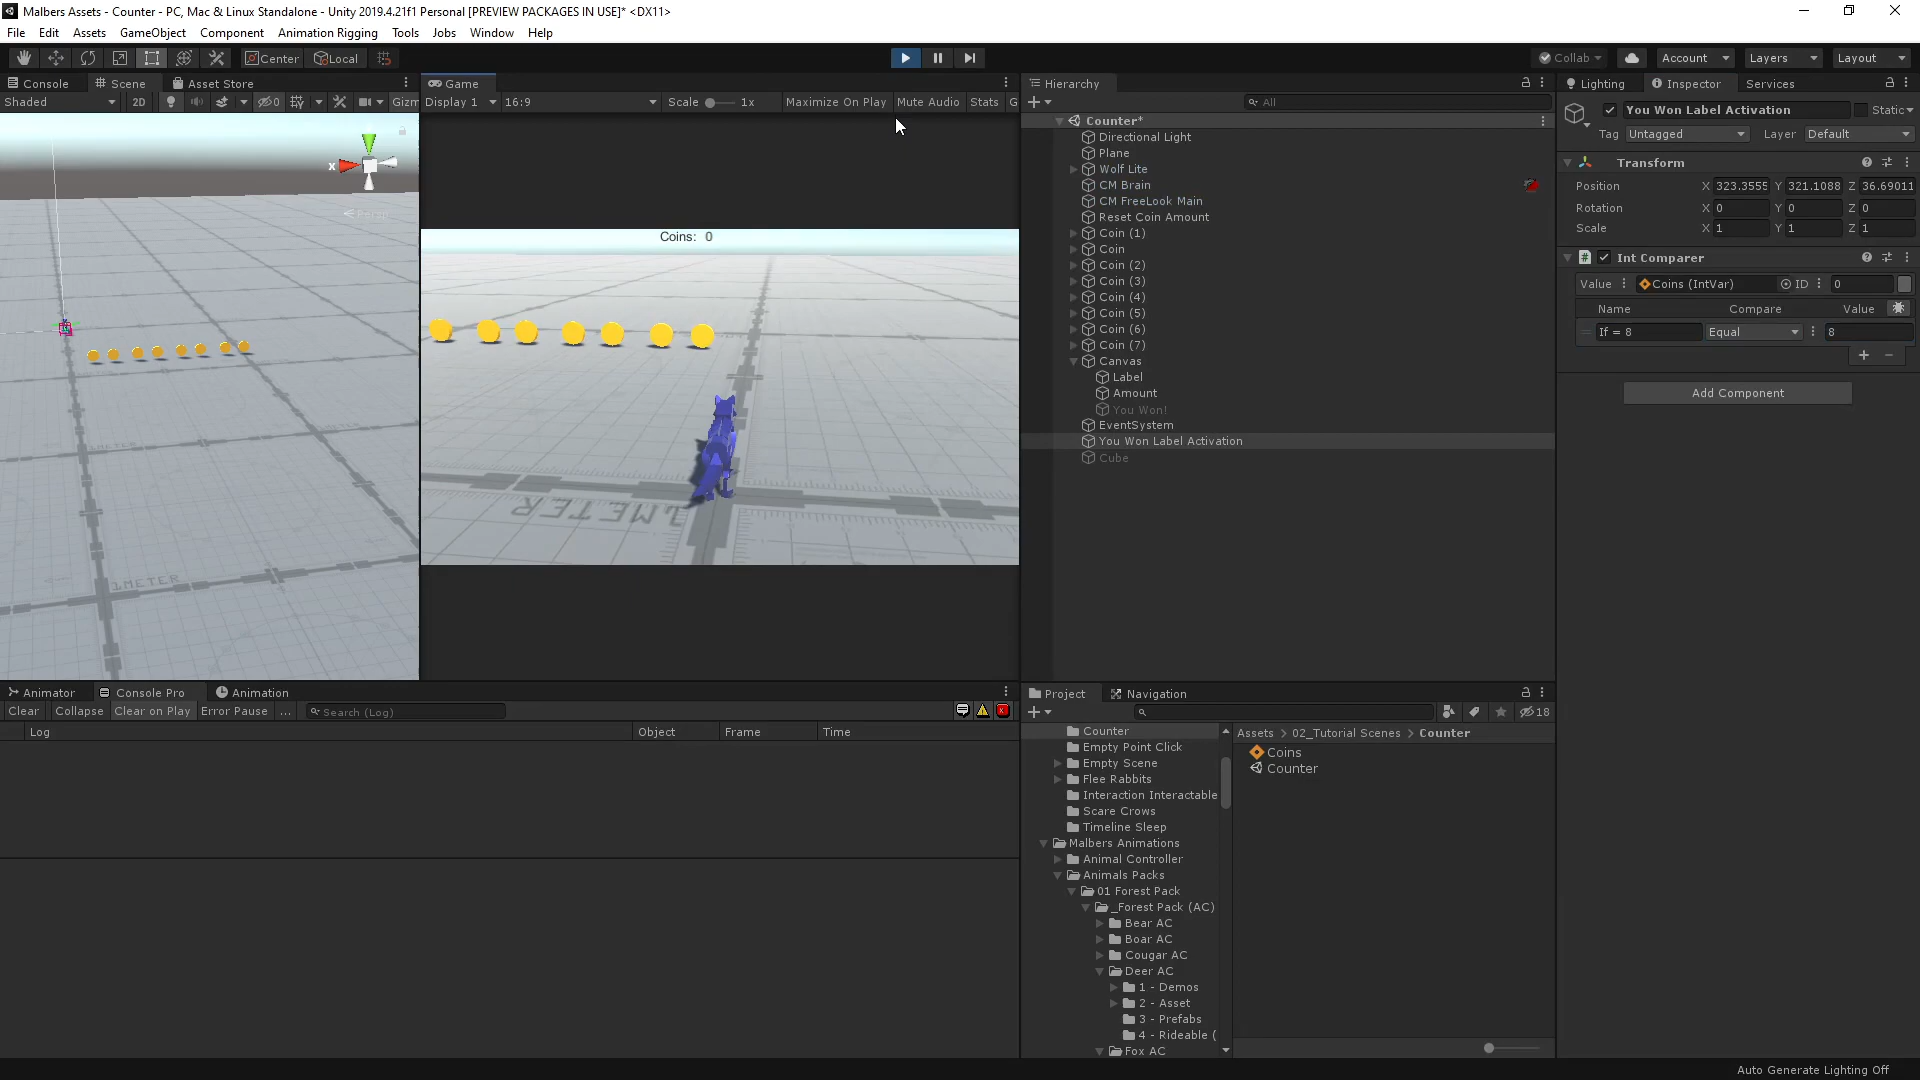 Malbers Assets - Counter - PC, Mac & Linux Standalone - Unity 2019.4.21f1 Personal [PREVIEW PACKAGES IN USE]* <DX11>
File Edit Assets GameObject Component Animation Rigging Tools Jobs Window Help
Center Local Collab Account Layers Layout
Console Scene Asset Store
Shaded 2D 0 Gizm
x
Persp
Game
Display 1 16:9 Scale 1x Maximize On Play Mute Audio Stats G
Coins: 0
1METER
Hierarchy
All
Counter*
Directional Light
Plane
Wolf Lite
CM Brain
CM FreeLook Main
Reset Coin Amount
Coin (1)
Coin
Coin (2)
Coin (3)
Coin (4)
Coin (5)
Coin (6)
Coin (7)
Canvas
Label
Amount
You Won!
EventSystem
You Won Label Activation
Cube
Lighting Inspector Services
You Won Label Activation Static
Tag Untagged Layer Default
Transform
Position X 323.3555 Y 321.1088 Z 36.69011
Rotation X 0 Y 0 Z 0
Scale X 1 Y 1 Z 1
Int Comparer
Value Coins (IntVar) ID 0
Name Compare Value
If = 8 Equal 8
Add Component
Animator Console Pro Animation
Clear Collapse Clear on Play Error Pause ... Search (Log)
Log Object Frame Time
Project Navigation
18
Counter
Empty Point Click
Empty Scene
Flee Rabbits
Interaction Interactable
Scare Crows
Timeline Sleep
Malbers Animations
Animal Controller
Animals Packs
01 Forest Pack
_Forest Pack (AC)
Bear AC
Boar AC
Cougar AC
Deer AC
1 - Demos
2 - Asset
3 - Prefabs
4 - Rideable (
Fox AC
Assets > 02_Tutorial Scenes > Counter
Coins
Counter
Auto Generate Lighting Off